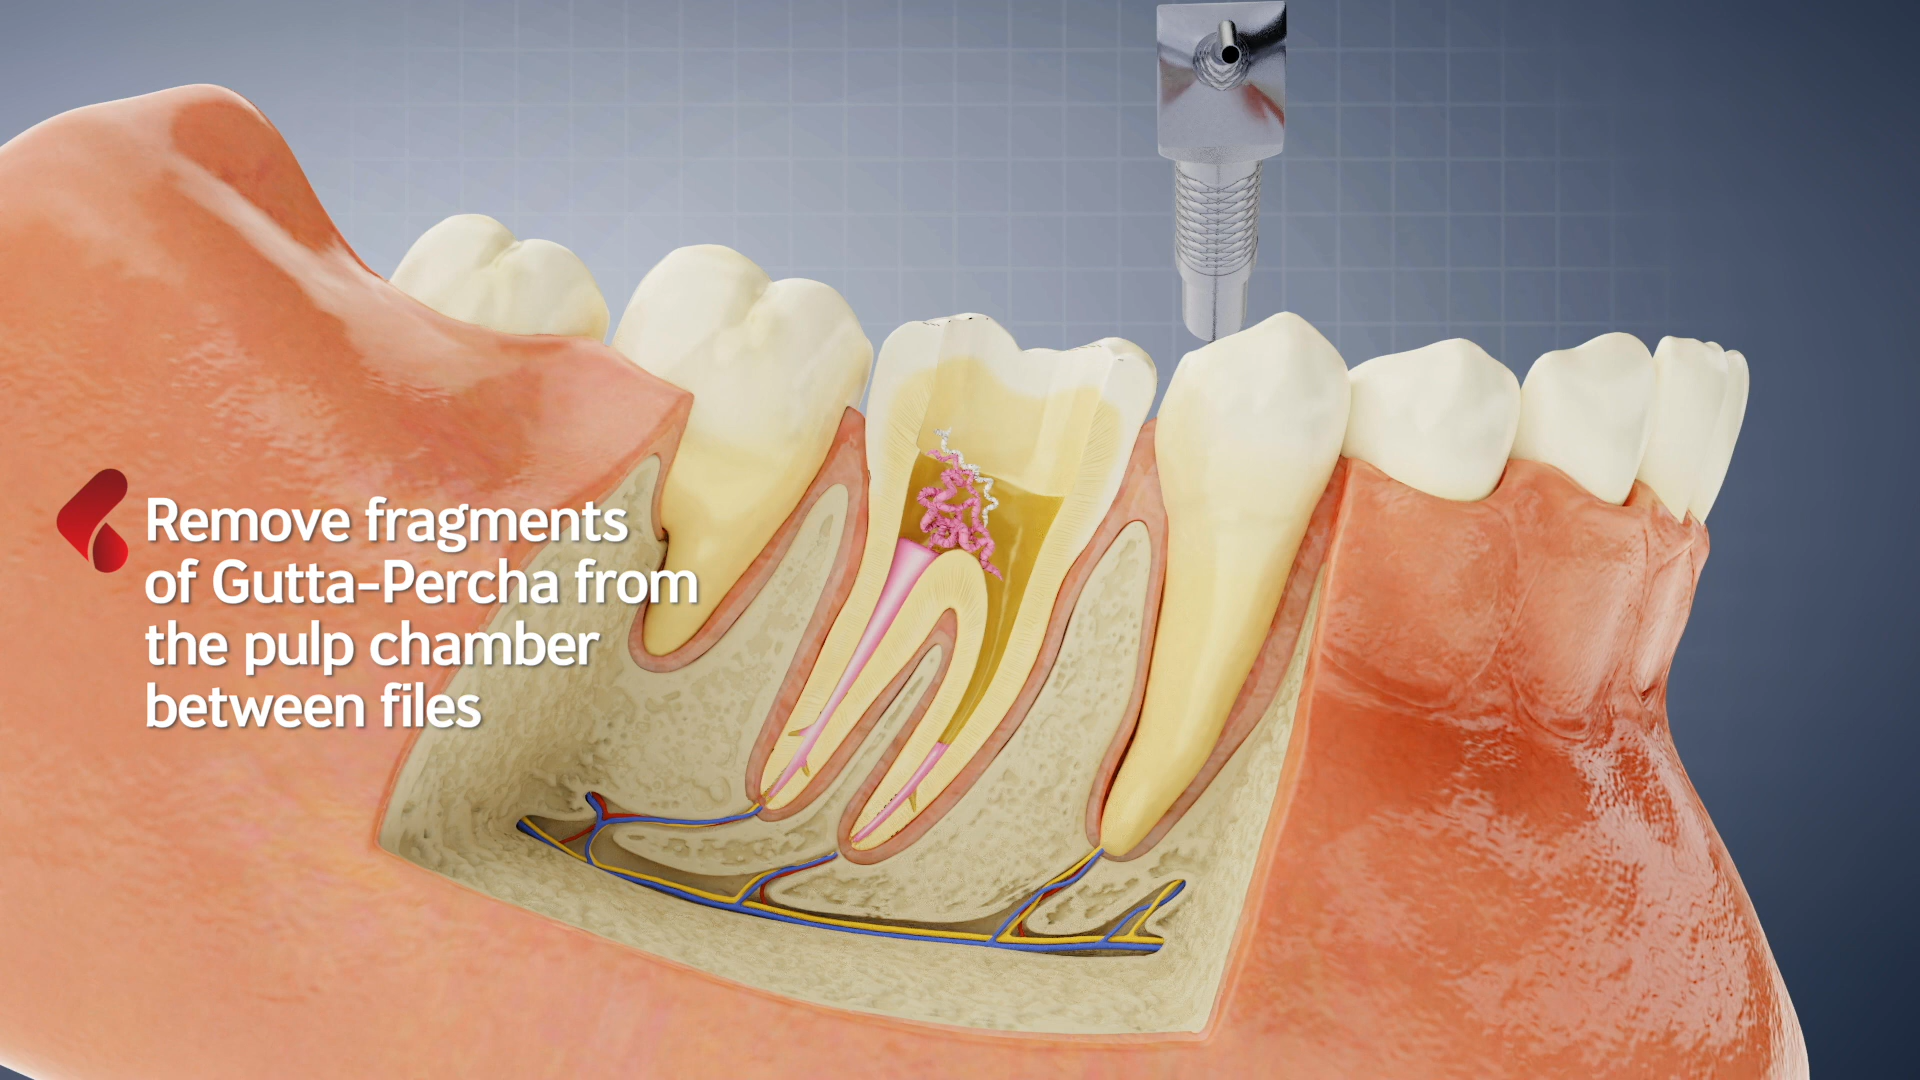 Remove fragments
of Gutta-Percha from
the pulp chamber
between files